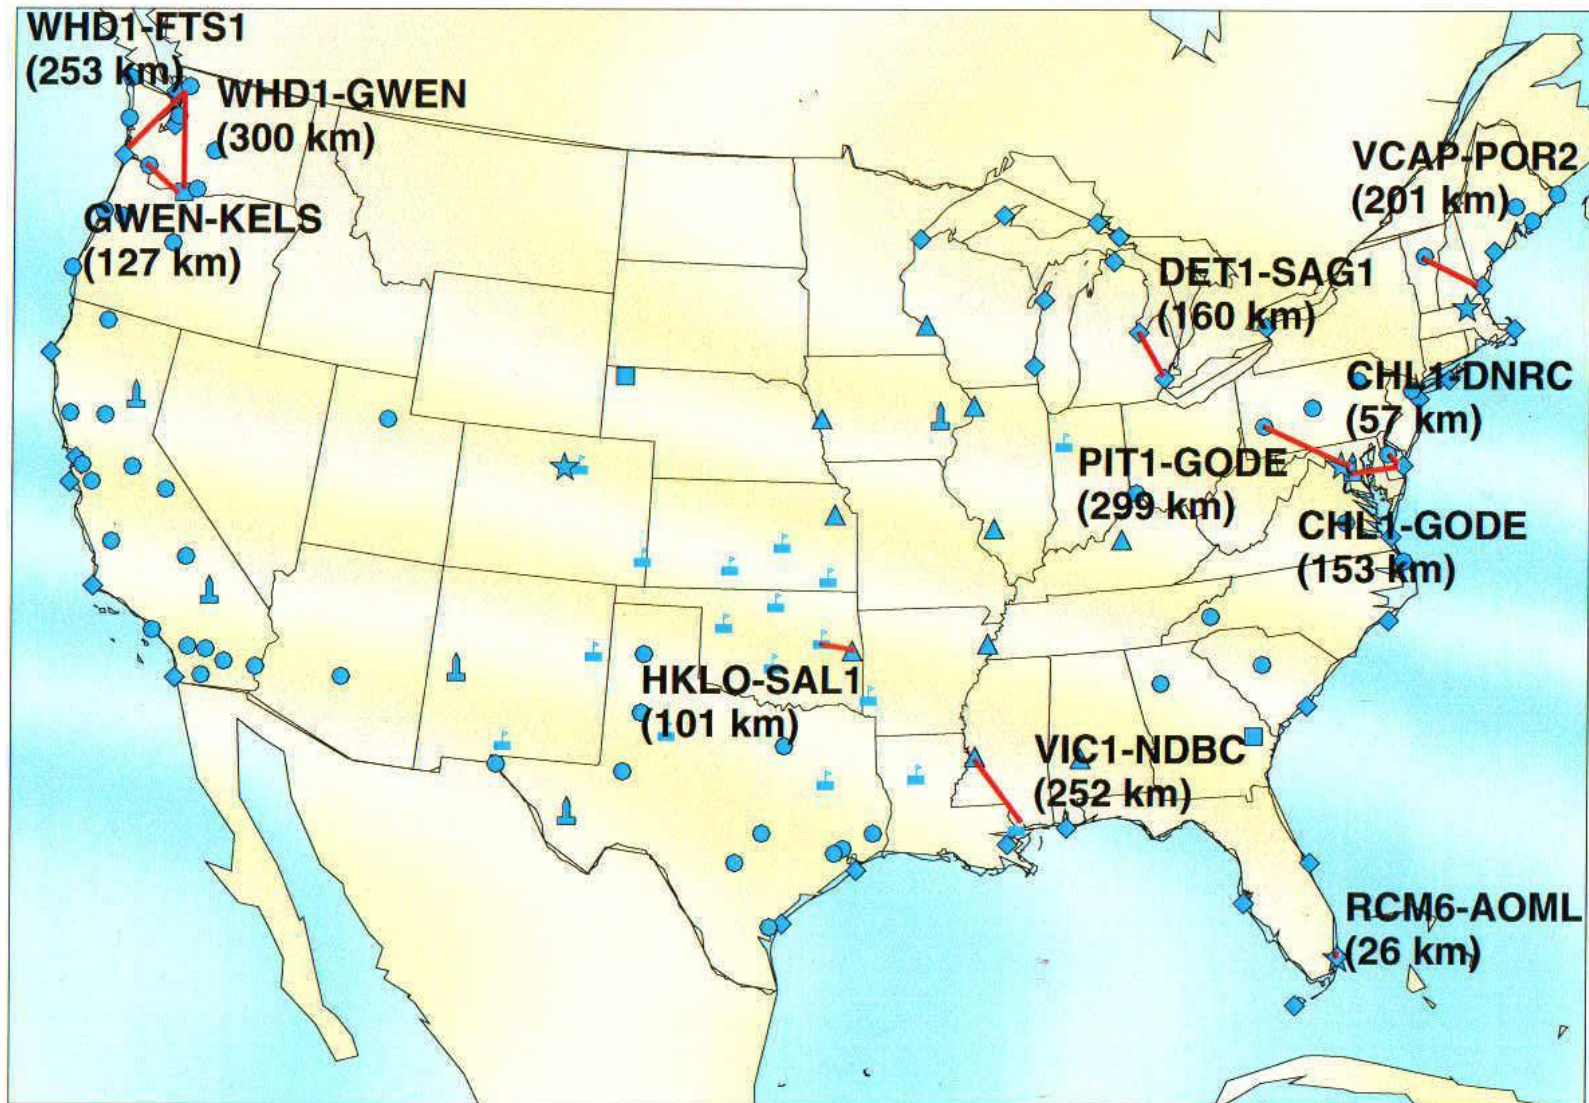 WHD1-FTS1
(253 km)
WHD1-GWEN
(300 km)
GWEN-KELS
(127 km)
VCAP-POR2
(201 km)
DET1-SAG1
(160 km)
CHL1-DNRC
(57 km)
PIT1-GODE
(299 km)
CHL1-GODE
(153 km)
HKLO-SAL1
(101 km)
VIC1-NDBC
(252 km)
RCM6-AOML
(26 km)